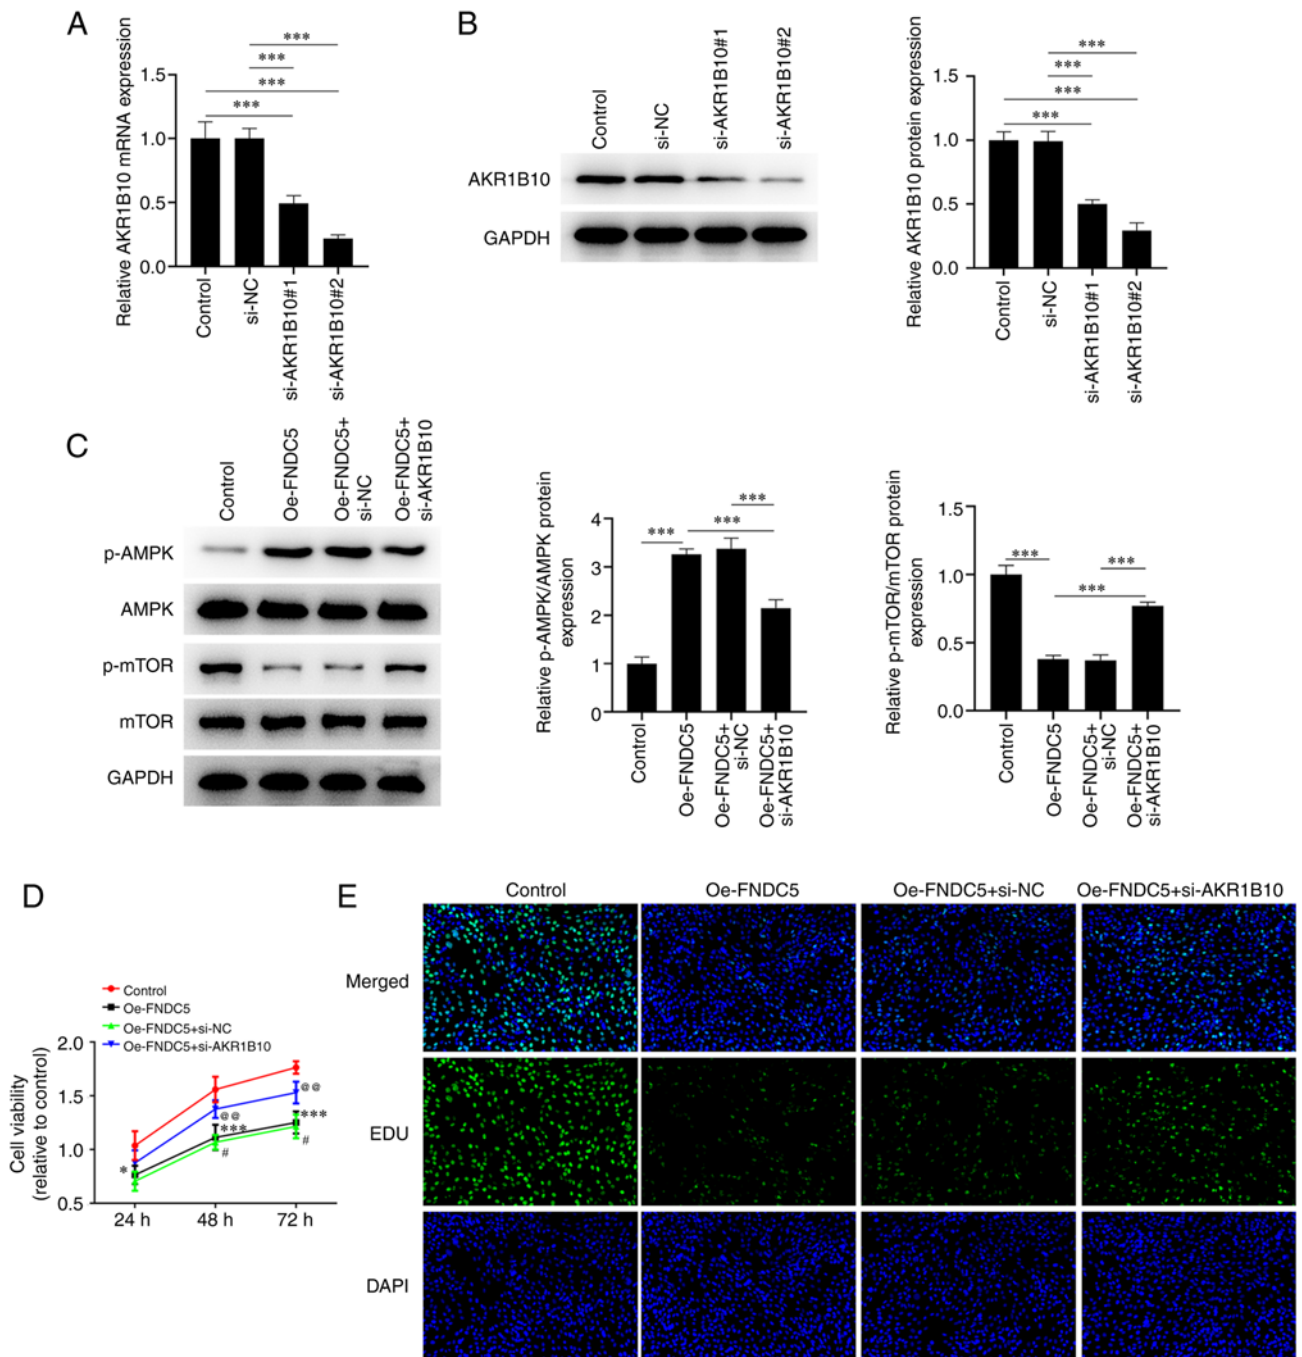 A
Relative AKR1B10 mRNA expression
1.5
1.0
0.5
0.0
***
***
***
***
Control
si-NC
si-AKR1B10#1
si-AKR1B10#2
B
Control
si-NC
si-AKR1B10#1
si-AKR1B10#2
AKR1B10
GAPDH
Relative AKR1B10 protein expression
1.5
1.0
0.5
0.0
***
***
***
***
Control
si-NC
si-AKR1B10#1
si-AKR1B10#2
C
Control
Oe-FNDC5
Oe-FNDC5+
si-NC
Oe-FNDC5+
si-AKR1B10
p-AMPK
AMPK
p-mTOR
mTOR
GAPDH
Relative p-AMPK/AMPK protein
expression
4
3
2
1
0
***
***
***
Control
Oe-FNDC5
Oe-FNDC5+
si-NC
Oe-FNDC5+
si-AKR1B10
Relative p-mTOR/mTOR protein
expression
1.5
1.0
0.5
0.0
***
***
***
Control
Oe-FNDC5
Oe-FNDC5+
si-NC
Oe-FNDC5+
si-AKR1B10
D
Control
Oe-FNDC5
Oe-FNDC5+si-NC
Oe-FNDC5+si-AKR1B10
Cell viability
(relative to control)
2.0
1.5
1.0
0.5
*
@@
***
#
@@
***
#
24 h
48 h
72 h
E
Control
Oe-FNDC5
Oe-FNDC5+si-NC
Oe-FNDC5+si-AKR1B10
Merged
EDU
DAPI